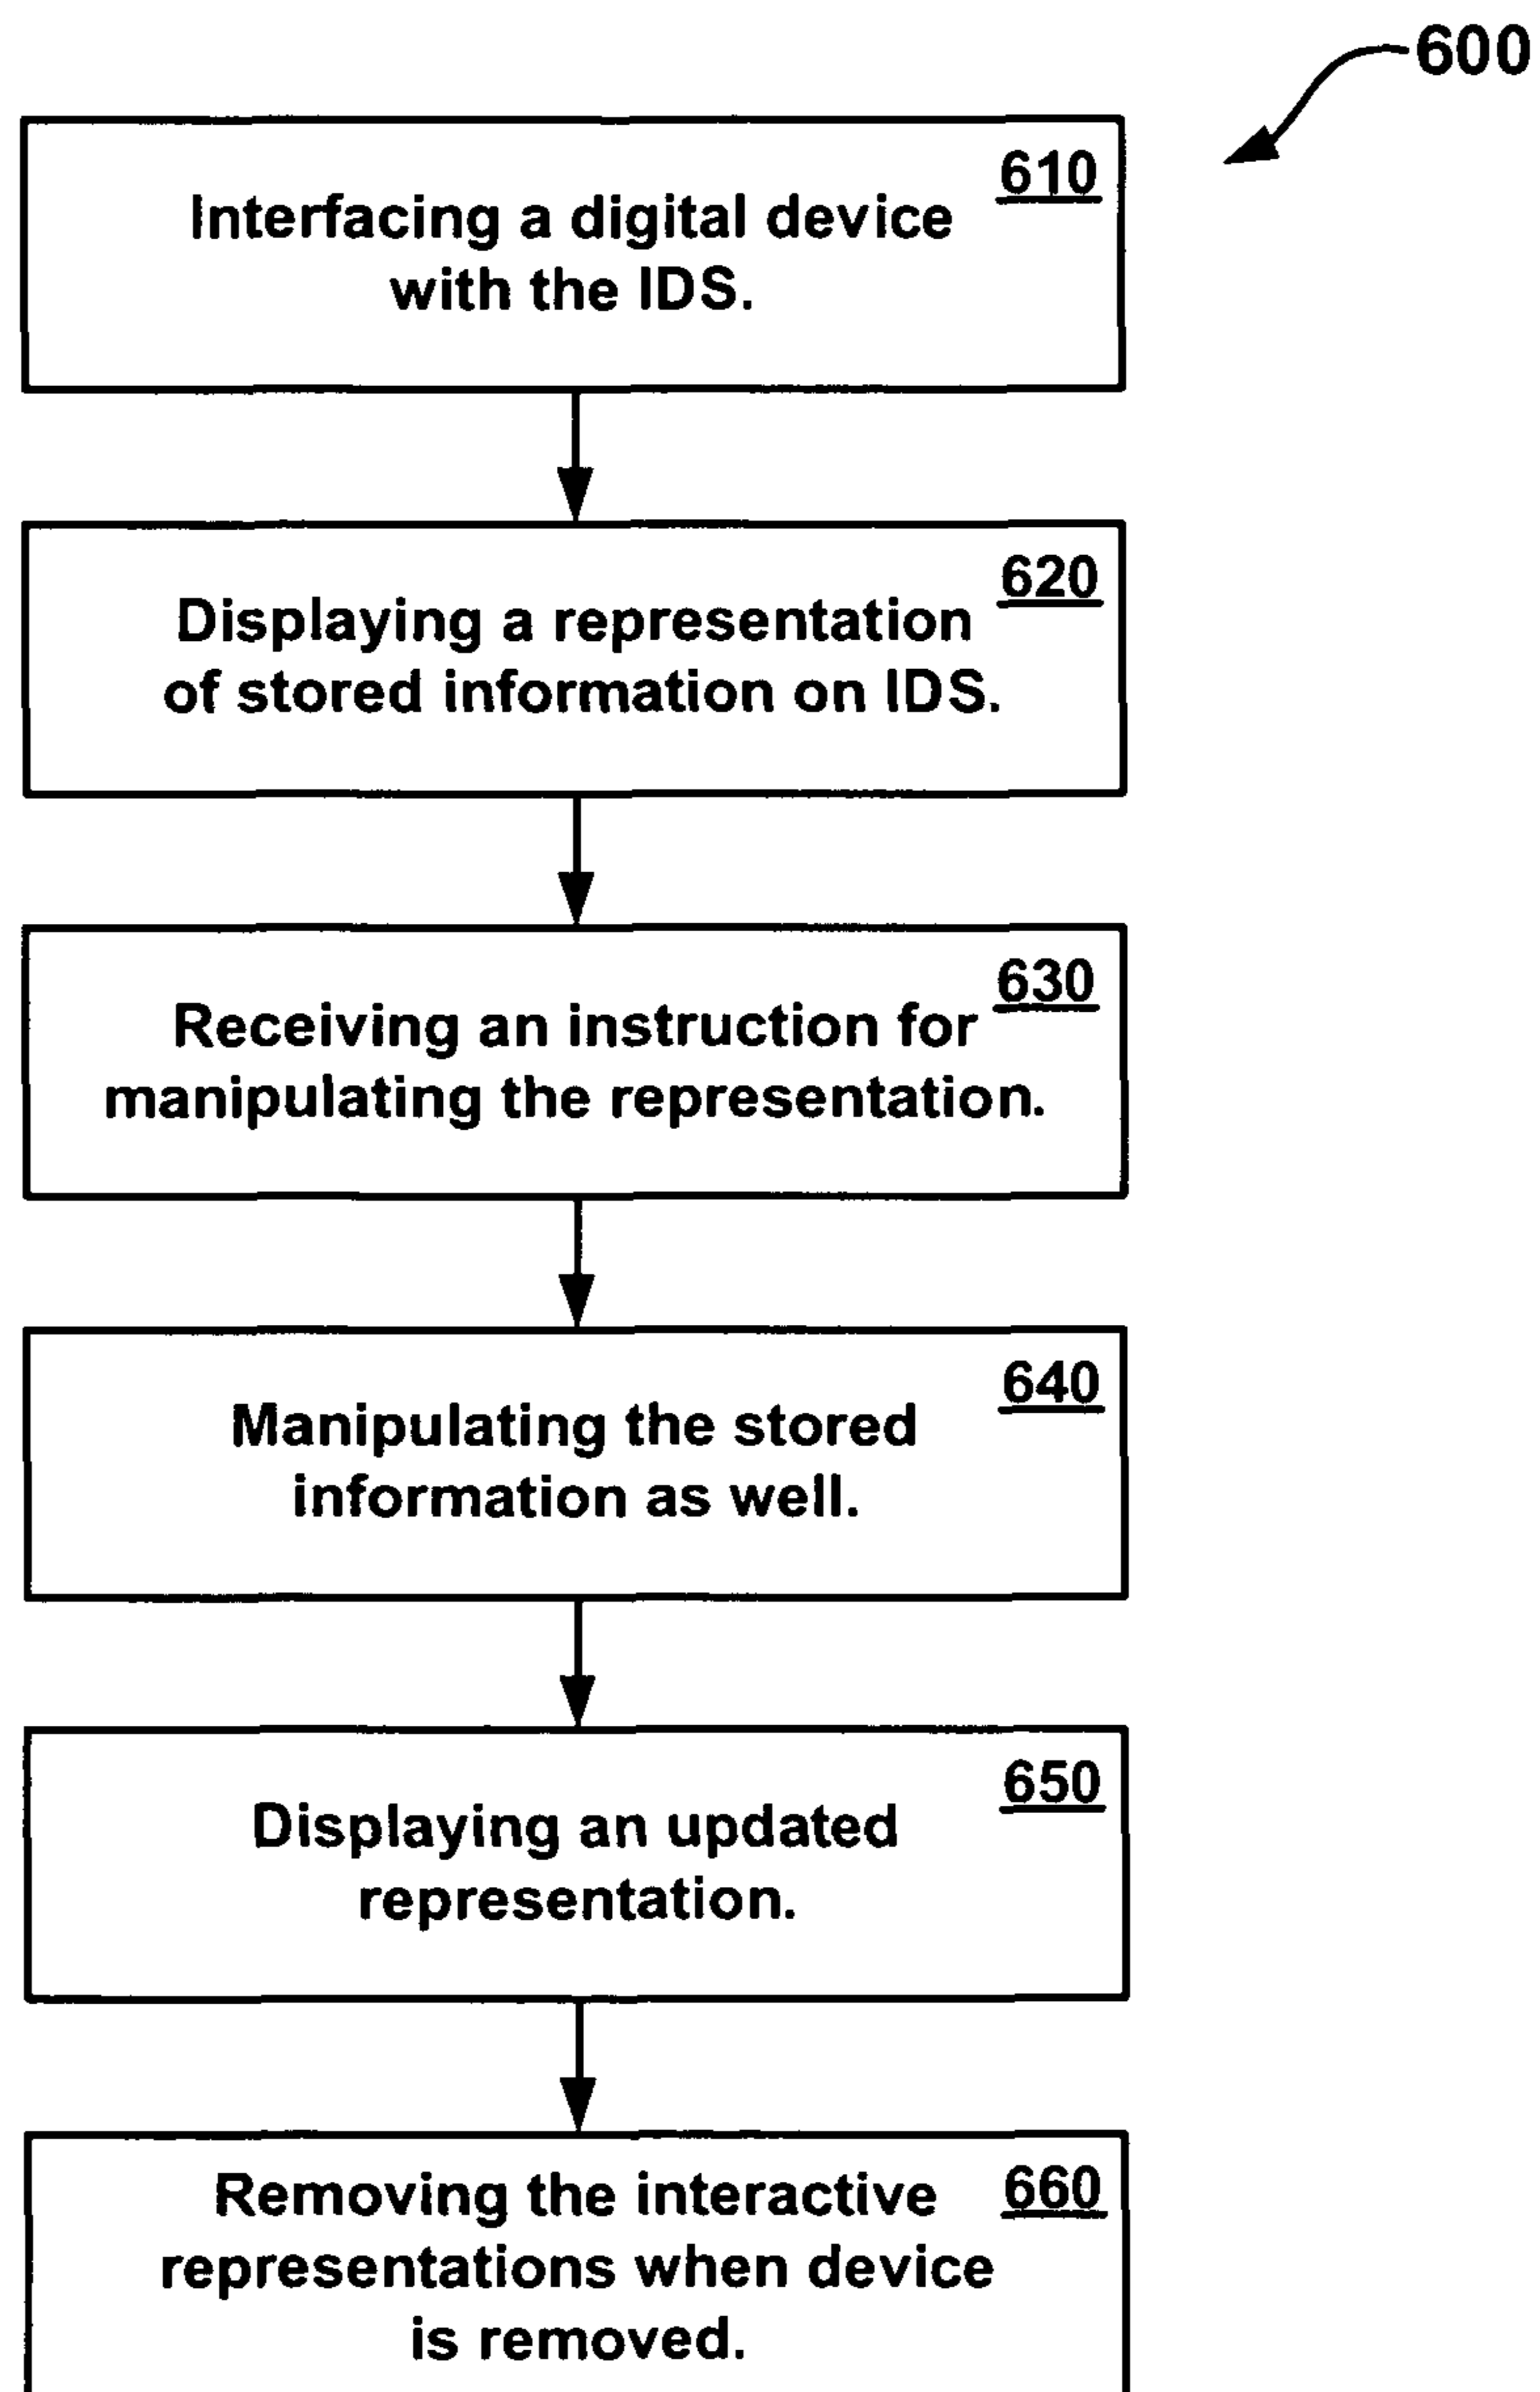 600
610
Interfacing a digital device
with the IDS.
620
Displaying a representation
of stored information on IDS.
630
Receiving an instruction for
manipulating the representation.
640
Manipulating the stored
information as well.
650
Displaying an updated
representation.
660
Removing the interactive
representations when device
is removed.